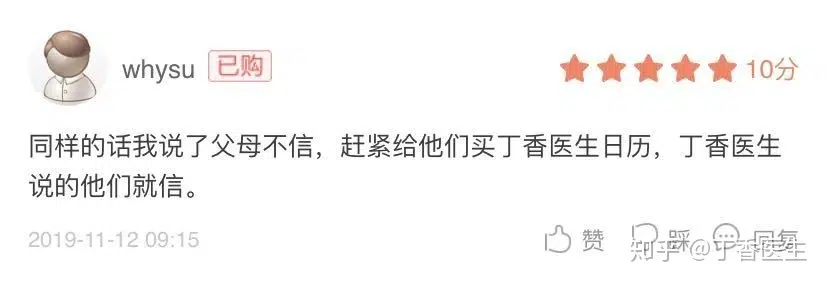 whysu 已购 10分
同样的话我说了父母不信，赶紧给他们买丁香医生日历，丁香医生
说的他们就信。
2019-11-12 09:15 赞 踩 回复
知乎 @丁香医生